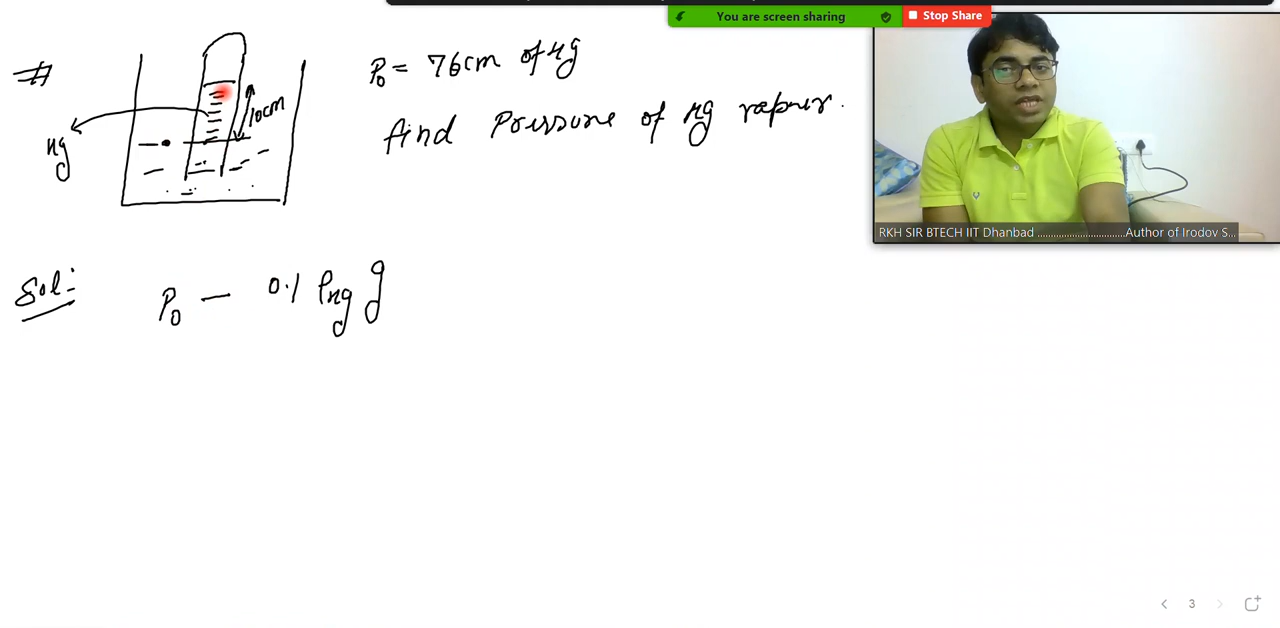 You are screen sharing
Stop Share
P₀ = 76cm of Hg
find Pressure of Hg vapour.
10cm
Hg
RKH SIR BTECH IIT Dhanbad ................................Author of Irodov S...
Sol:
P₀ - 0.1 ρHg g
3